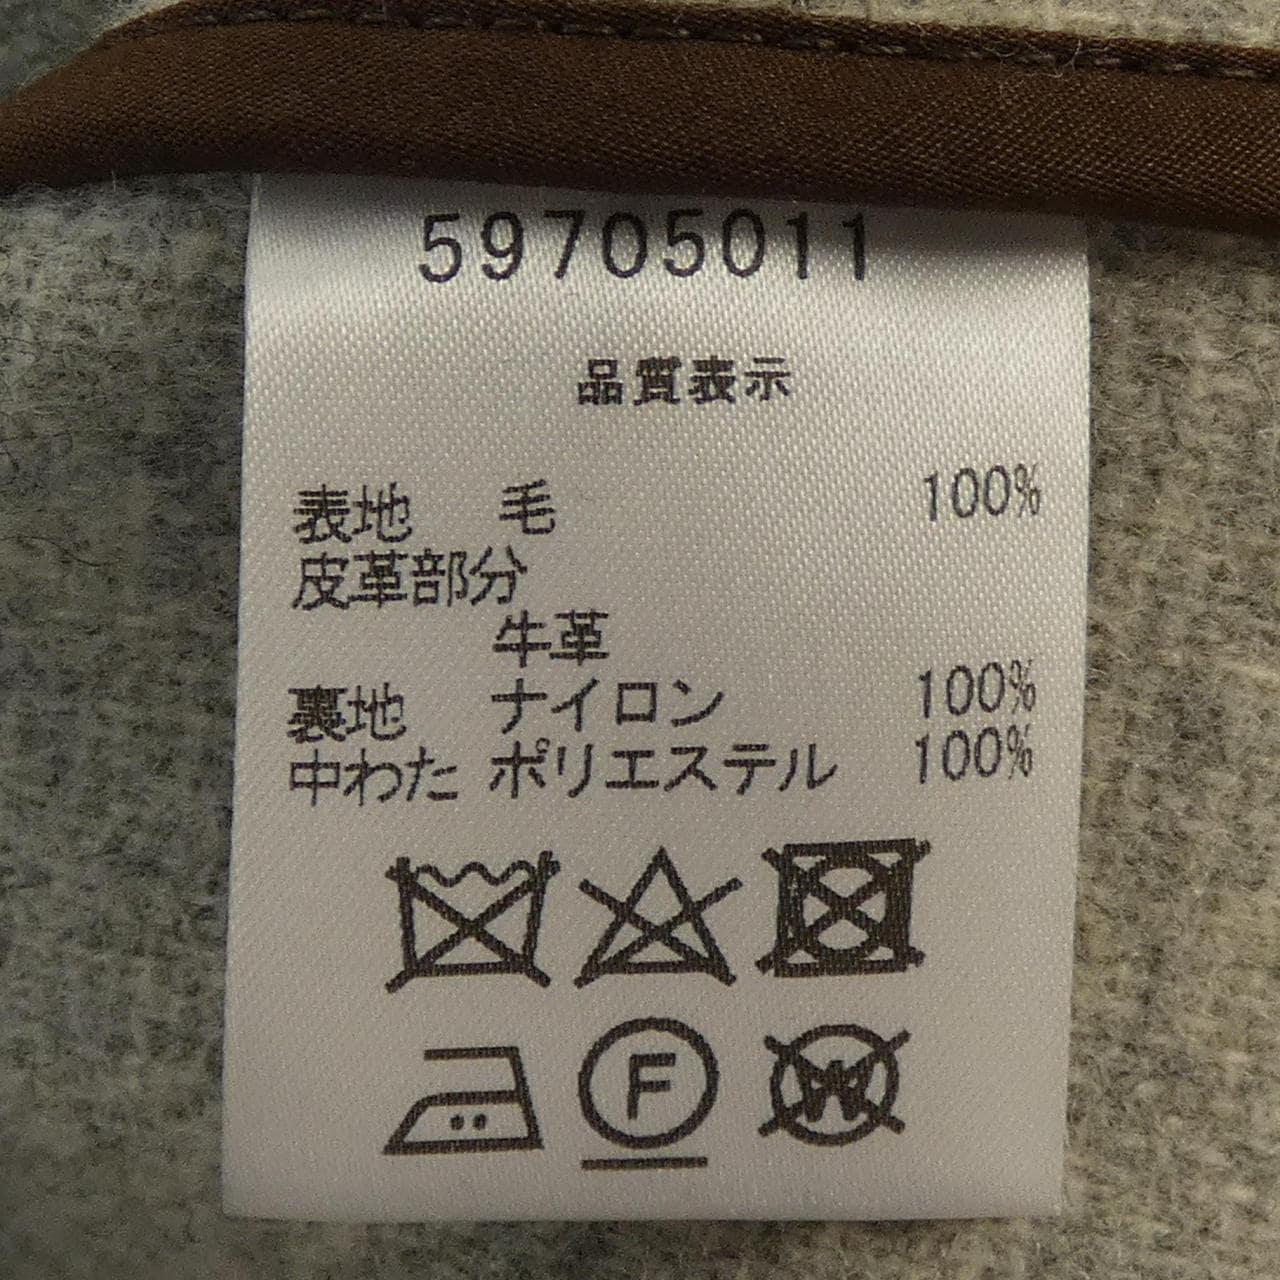 59705011
品質表示
表地 毛 100%
皮革部分
牛革
裏地 ナイロン 100%
中わた ポリエステル 100%
F W